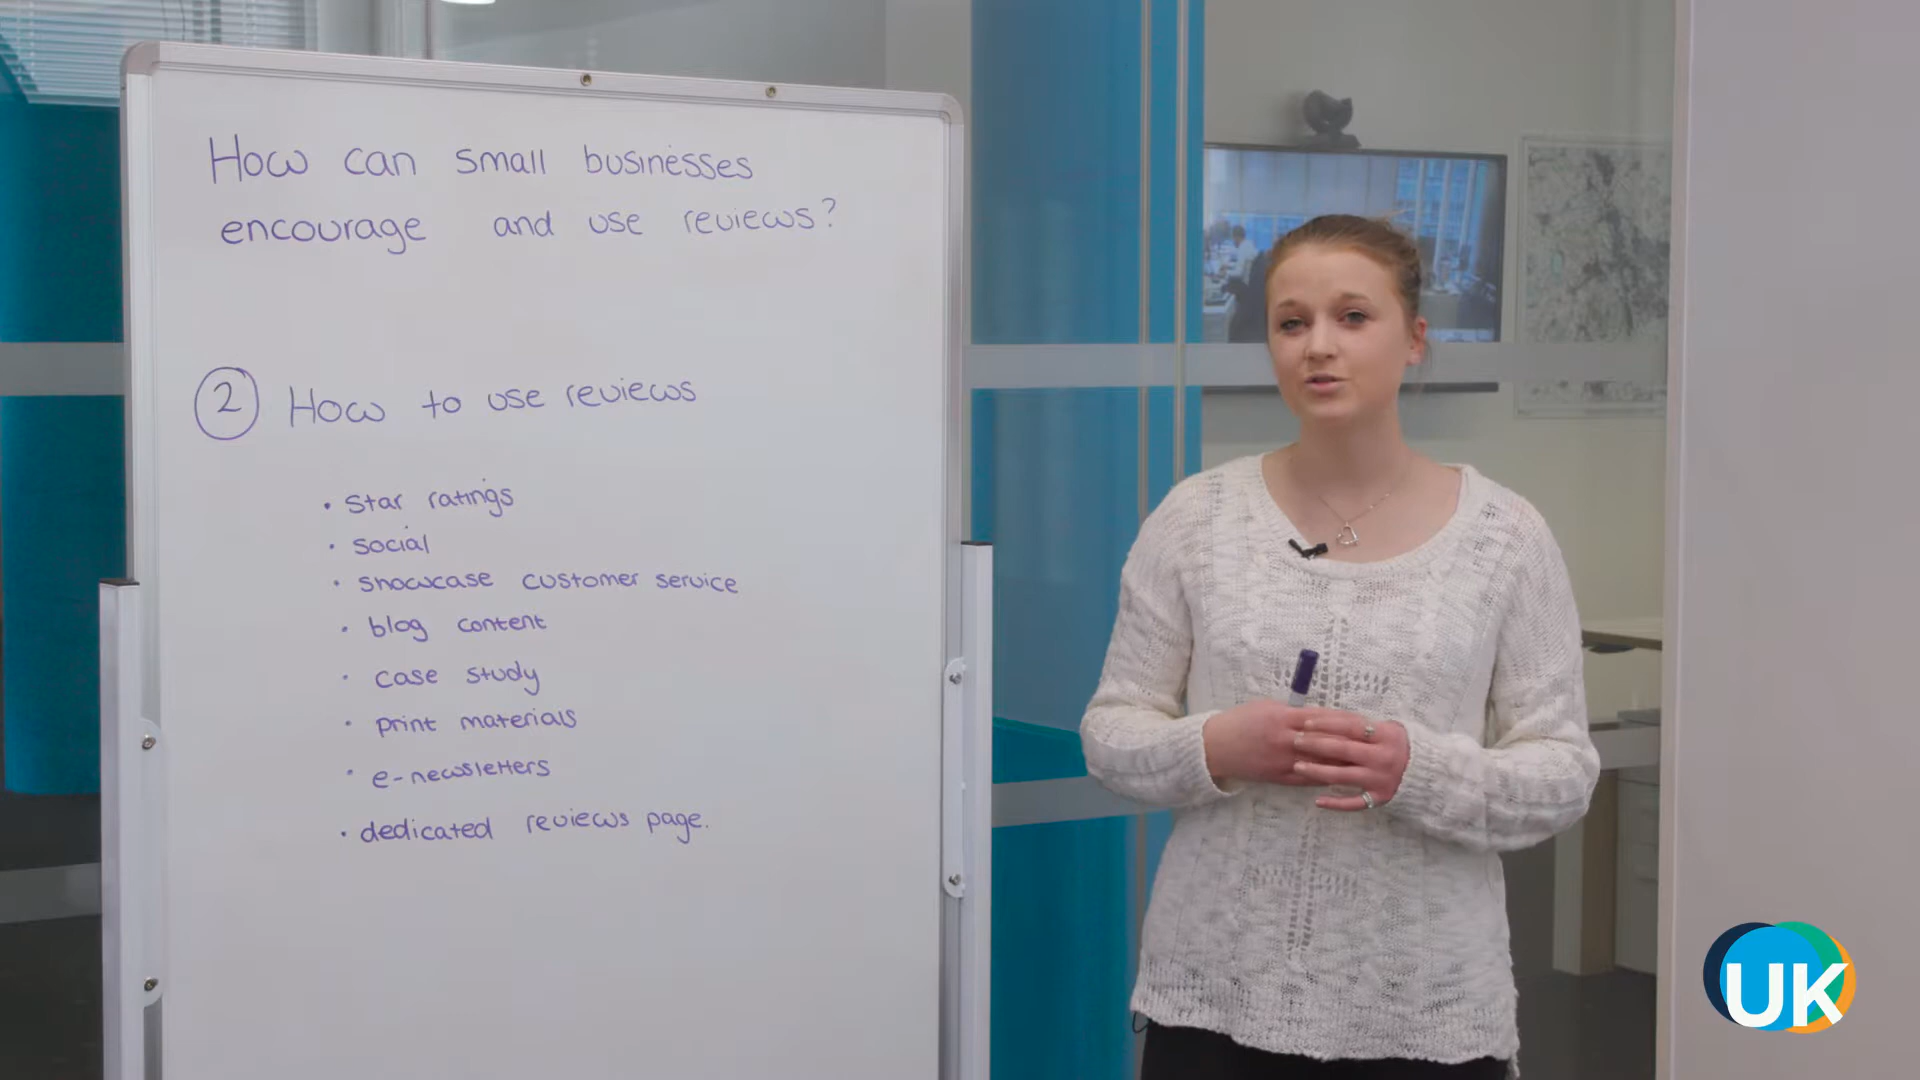 How can small businesses
encourage and use reviews?
2 How to use reviews
• star ratings
• social
• showcase customer service
• blog content
• case study
• print materials
• e-newsletters
• dedicated reviews page.
UK